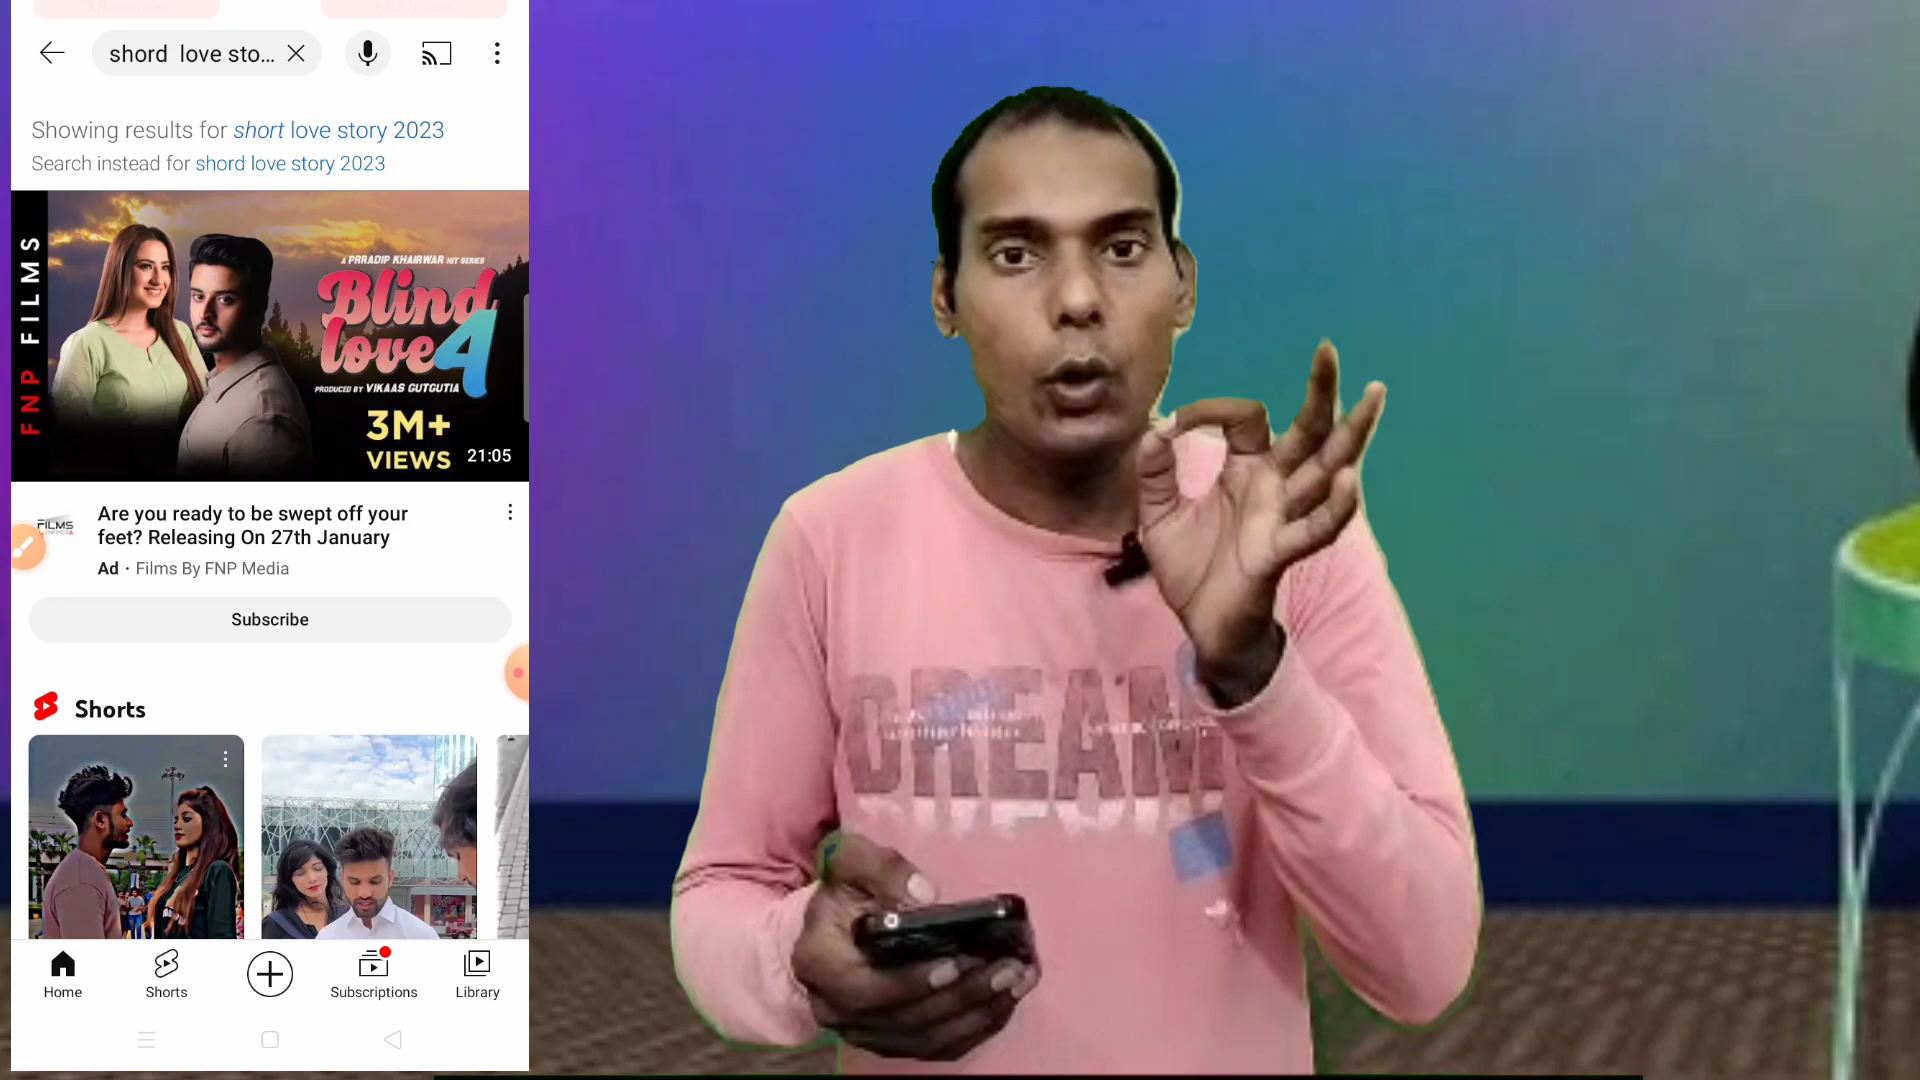 shord love sto...
Showing results for short love story 2023
Search instead for shord love story 2023
FNP FILMS
A PRRADIP KHAIRWAR HIT SERIES
Blind
love 4
PRODUCED BY VIKAAS GUTGUTIA
3M+
VIEWS
21:05
FILMS
Are you ready to be swept off your
feet? Releasing On 27th January
Ad · Films By FNP Media
Subscribe
Shorts
Home
Shorts
Subscriptions
Library
DREAM